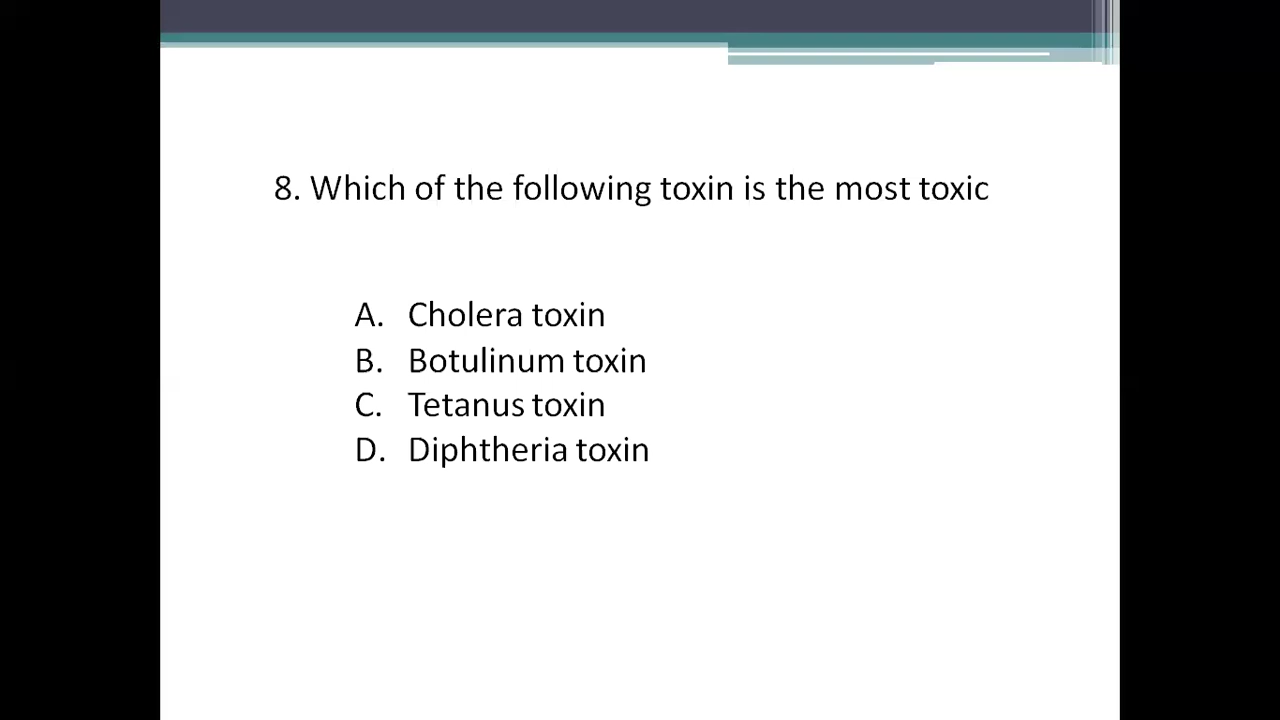 8. Which of the following toxin is the most toxic
A. Cholera toxin
B. Botulinum toxin
C. Tetanus toxin
D. Diphtheria toxin